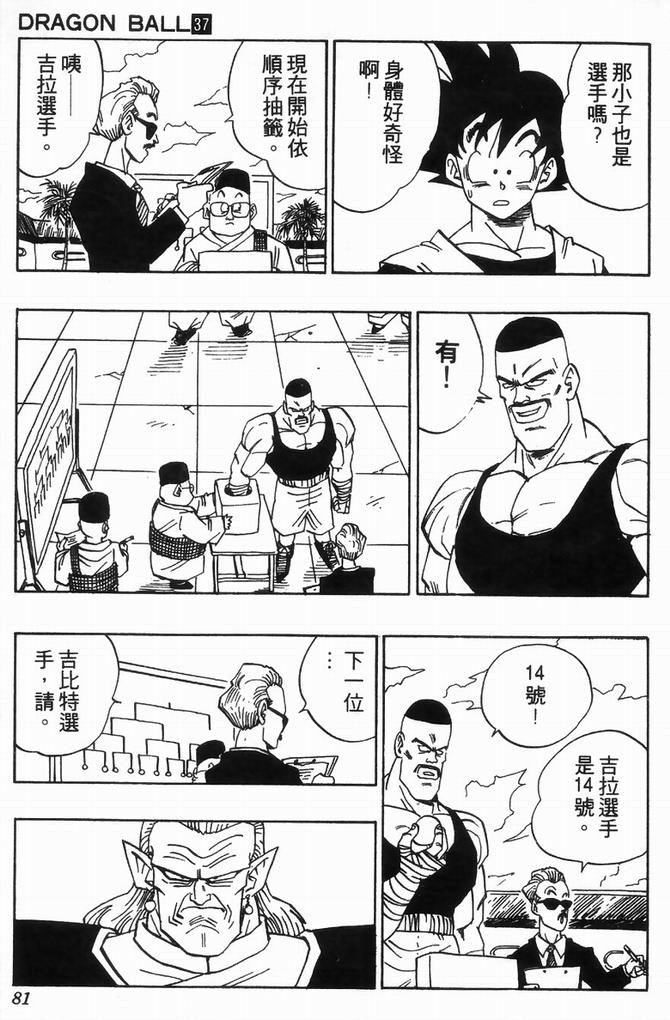 DRAGON BALL 37
那小子也是
選手嗎？
身體好奇怪
啊！
現在開始依
順序抽籤。
咦——
吉拉選手。
有！
14
號！
吉拉選手
是14號。
下一位
…
吉比特選
手，請。
81